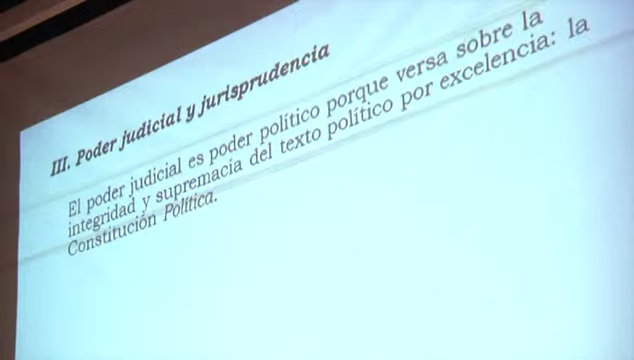 III. Poder judicial y jurisprudencia
El poder judicial es poder político porque versa sobre la
integridad y supremacía del texto político por excelencia: la
Constitución Política.